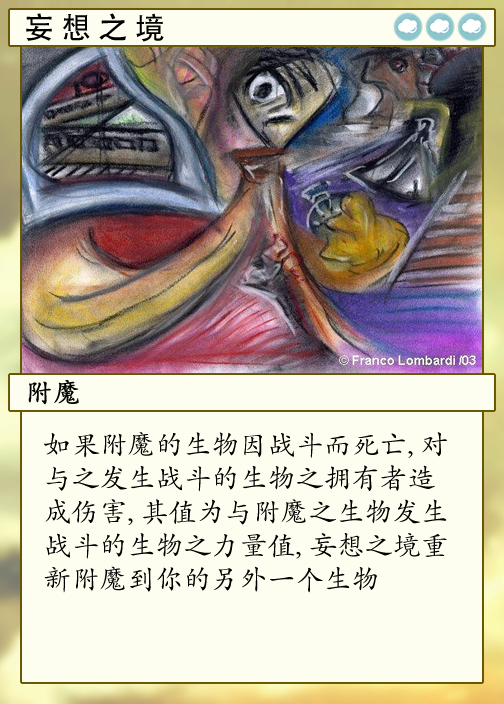 妄想之境
© Franco Lombardi /03
附魔
如果附魔的生物因战斗而死亡,对
与之发生战斗的生物之拥有者造
成伤害,其值为与附魔之生物发生
战斗的生物之力量值,妄想之境重
新附魔到你的另外一个生物